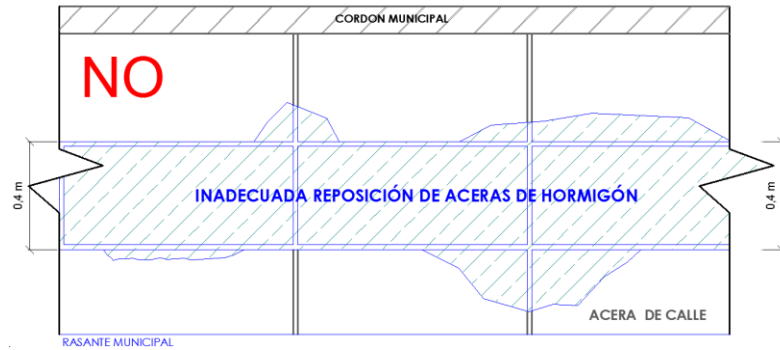 CORDON MUNICIPAL
NO
0,4 m
INADECUADA REPOSICIÓN DE ACERAS DE HORMIGÓN
0,4 m
ACERA DE CALLE
RASANTE MUNICIPAL